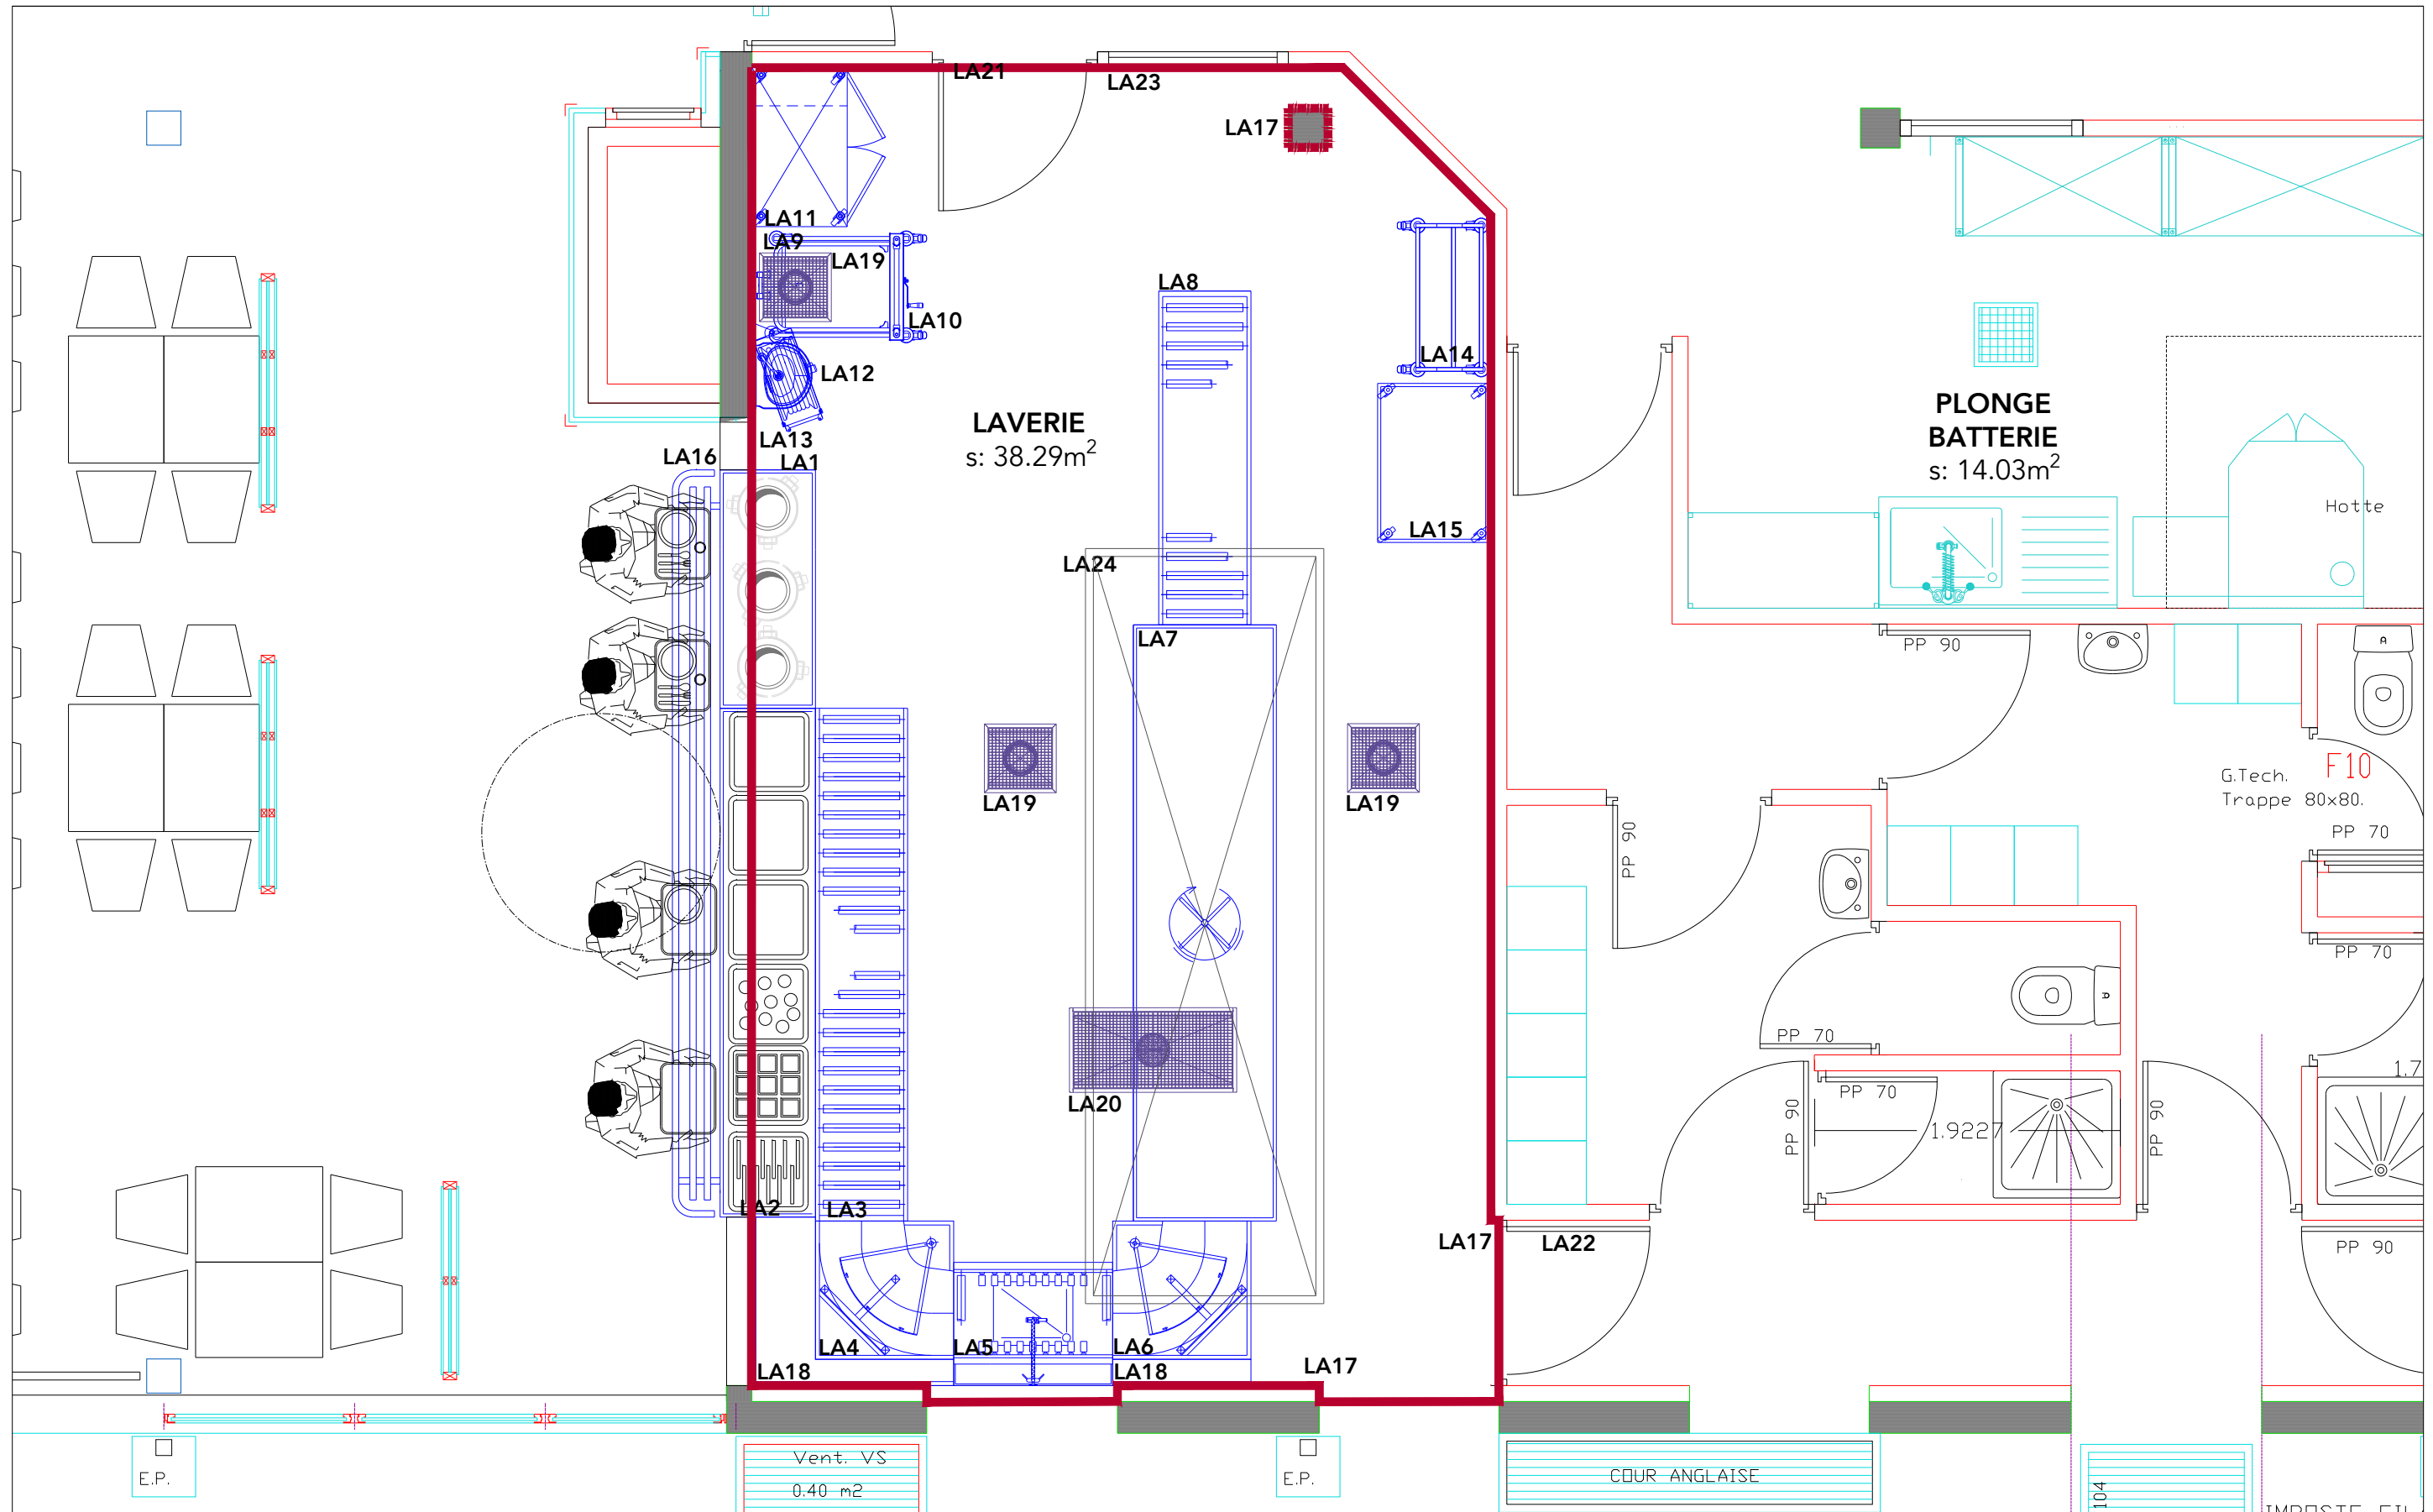 LA21
LA23
LA17
LA11
LA9
LA19
LA10
LA8
LA14
LA12
LAVERIE
s: 38.29m²
LA13
LA16
LA1
LA15
LA24
LA7
PLONGE
BATTERIE
s: 14.03m²
Hotte
PP 90
A
G.Tech.
Trappe 80x80.
F10
PP 70
PP 90
LA19
LA19
PP 70
A
PP 70
LA20
PP 70
PP 90
1.9227
PP 90
1.7
LA2
LA3
LA17
LA22
PP 90
LA4
LA5
LA6
LA18
LA18
LA17
E.P.
Vent. VS
0.40 m2
E.P.
COUR ANGLAISE
104